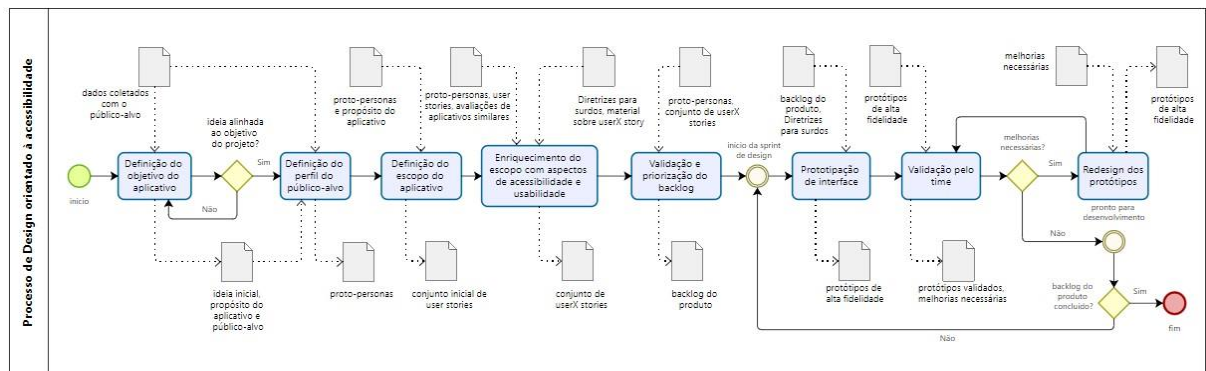 Processo de Design orientado à acessibilidade
dados coletados
com o
público-alvo
ideia alinhada
ao objetivo
do projeto?
proto-personas
e propósito do
aplicativo
proto-personas, user
stories, avaliações de
aplicativos similares
Diretrizes para
surdos, material
sobre userX story
proto-personas,
conjunto de userX
stories
backlog do
produto,
Diretrizes
para surdos
protótipos
de alta
fidelidade
melhorias
necessárias
protótipos
de alta
fidelidade
início
Definição do
objetivo do
aplicativo
Sim
Não
Definição do
perfil do
público-alvo
Definição do
escopo do
aplicativo
Enriquecimento do
escopo com aspectos
de acessibilidade e
usabilidade
Validação e
priorização do
backlog
inicio da sprint
de design
Prototipação
de interface
Validação pelo
time
melhorias
necessárias?
Sim
Não
Redesign dos
protótipos
pronto para
desenvolvimento
ideia inicial,
propósito do
aplicativo e
público-alvo
proto-personas
conjunto inicial de
user stories
conjunto de
userX stories
backlog do
produto
protótipos de
alta fidelidade
protótipos validados,
melhorias necessárias
backlog do
produto
concluído?
Sim
Não
fim